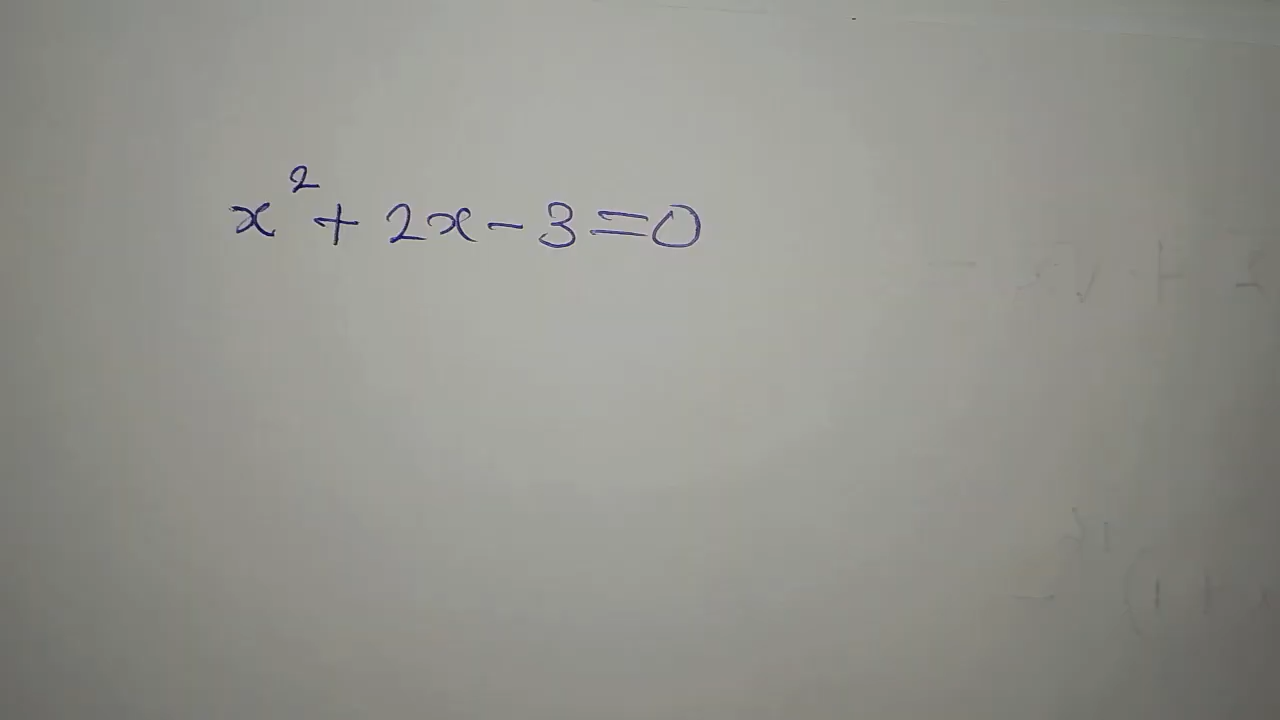 x² + 2x - 3 = 0